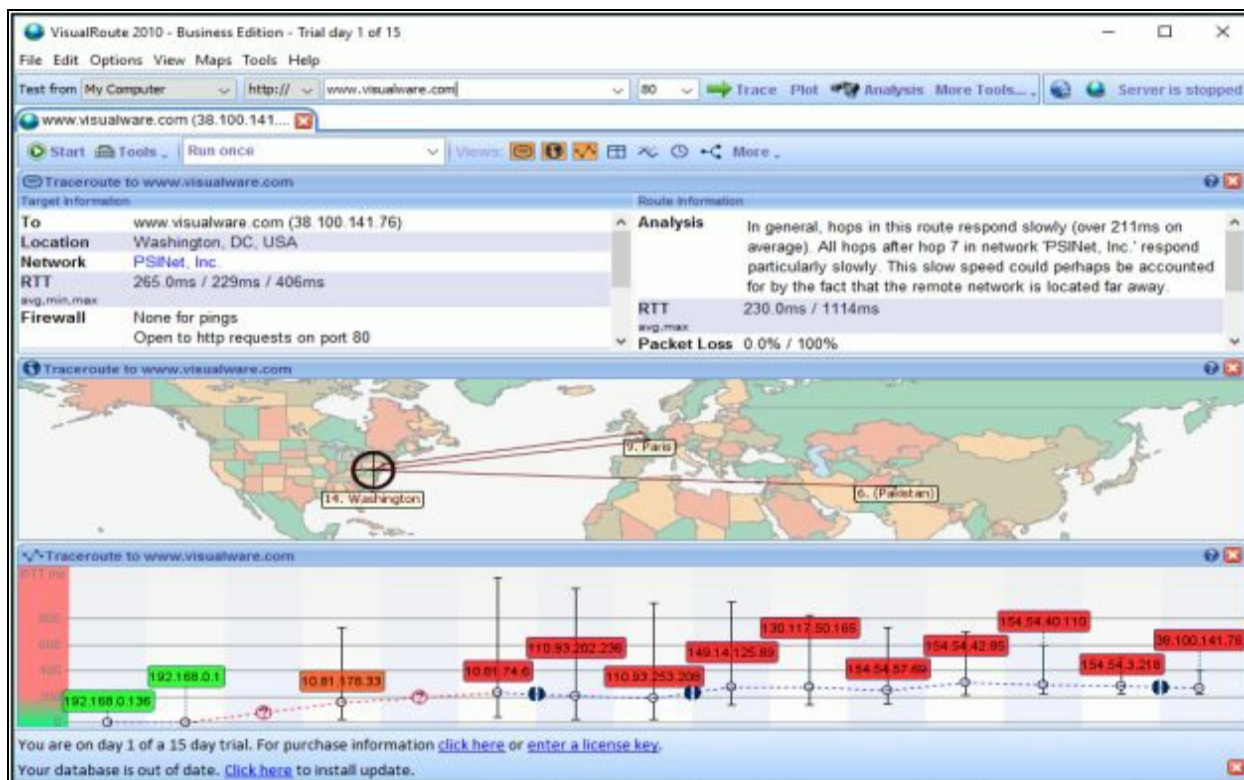 VisualRoute 2010 - Business Edition - Trial day 1 of 15
File Edit Options View Maps Tools Help
Test from My Computer http:// www.visualware.com 80 Trace Plot Analysis More Tools... Server is stopped
www.visualware.com (38.100.141....
Start Tools Run once Views: More
Traceroute to www.visualware.com
Target Information Route Information
To www.visualware.com (38.100.141.76)
Location Washington, DC, USA
Network PSINet, Inc.
RTT 265.0ms / 229ms / 406ms
avg,min,max
Firewall None for pings
Open to http requests on port 80
Analysis In general, hops in this route respond slowly (over 211ms on
average). All hops after hop 7 in network 'PSINet, Inc.' respond
particularly slowly. This slow speed could perhaps be accounted
for by the fact that the remote network is located far away.
RTT 230.0ms / 1114ms
avg,max
Packet Loss 0.0% / 100%
Traceroute to www.visualware.com
9. Paris
14. Washington
6. (Pakistan)
Traceroute to www.visualware.com
192.168.0.136
192.168.0.1
10.81.178.33
10.81.74.6
110.93.202.236
110.93.253.208
149.14.125.89
130.117.50.165
154.54.57.69
154.54.42.85
154.54.40.110
154.54.3.218
38.100.141.76
You are on day 1 of a 15 day trial. For purchase information click here or enter a license key.
Your database is out of date. Click here to install update.